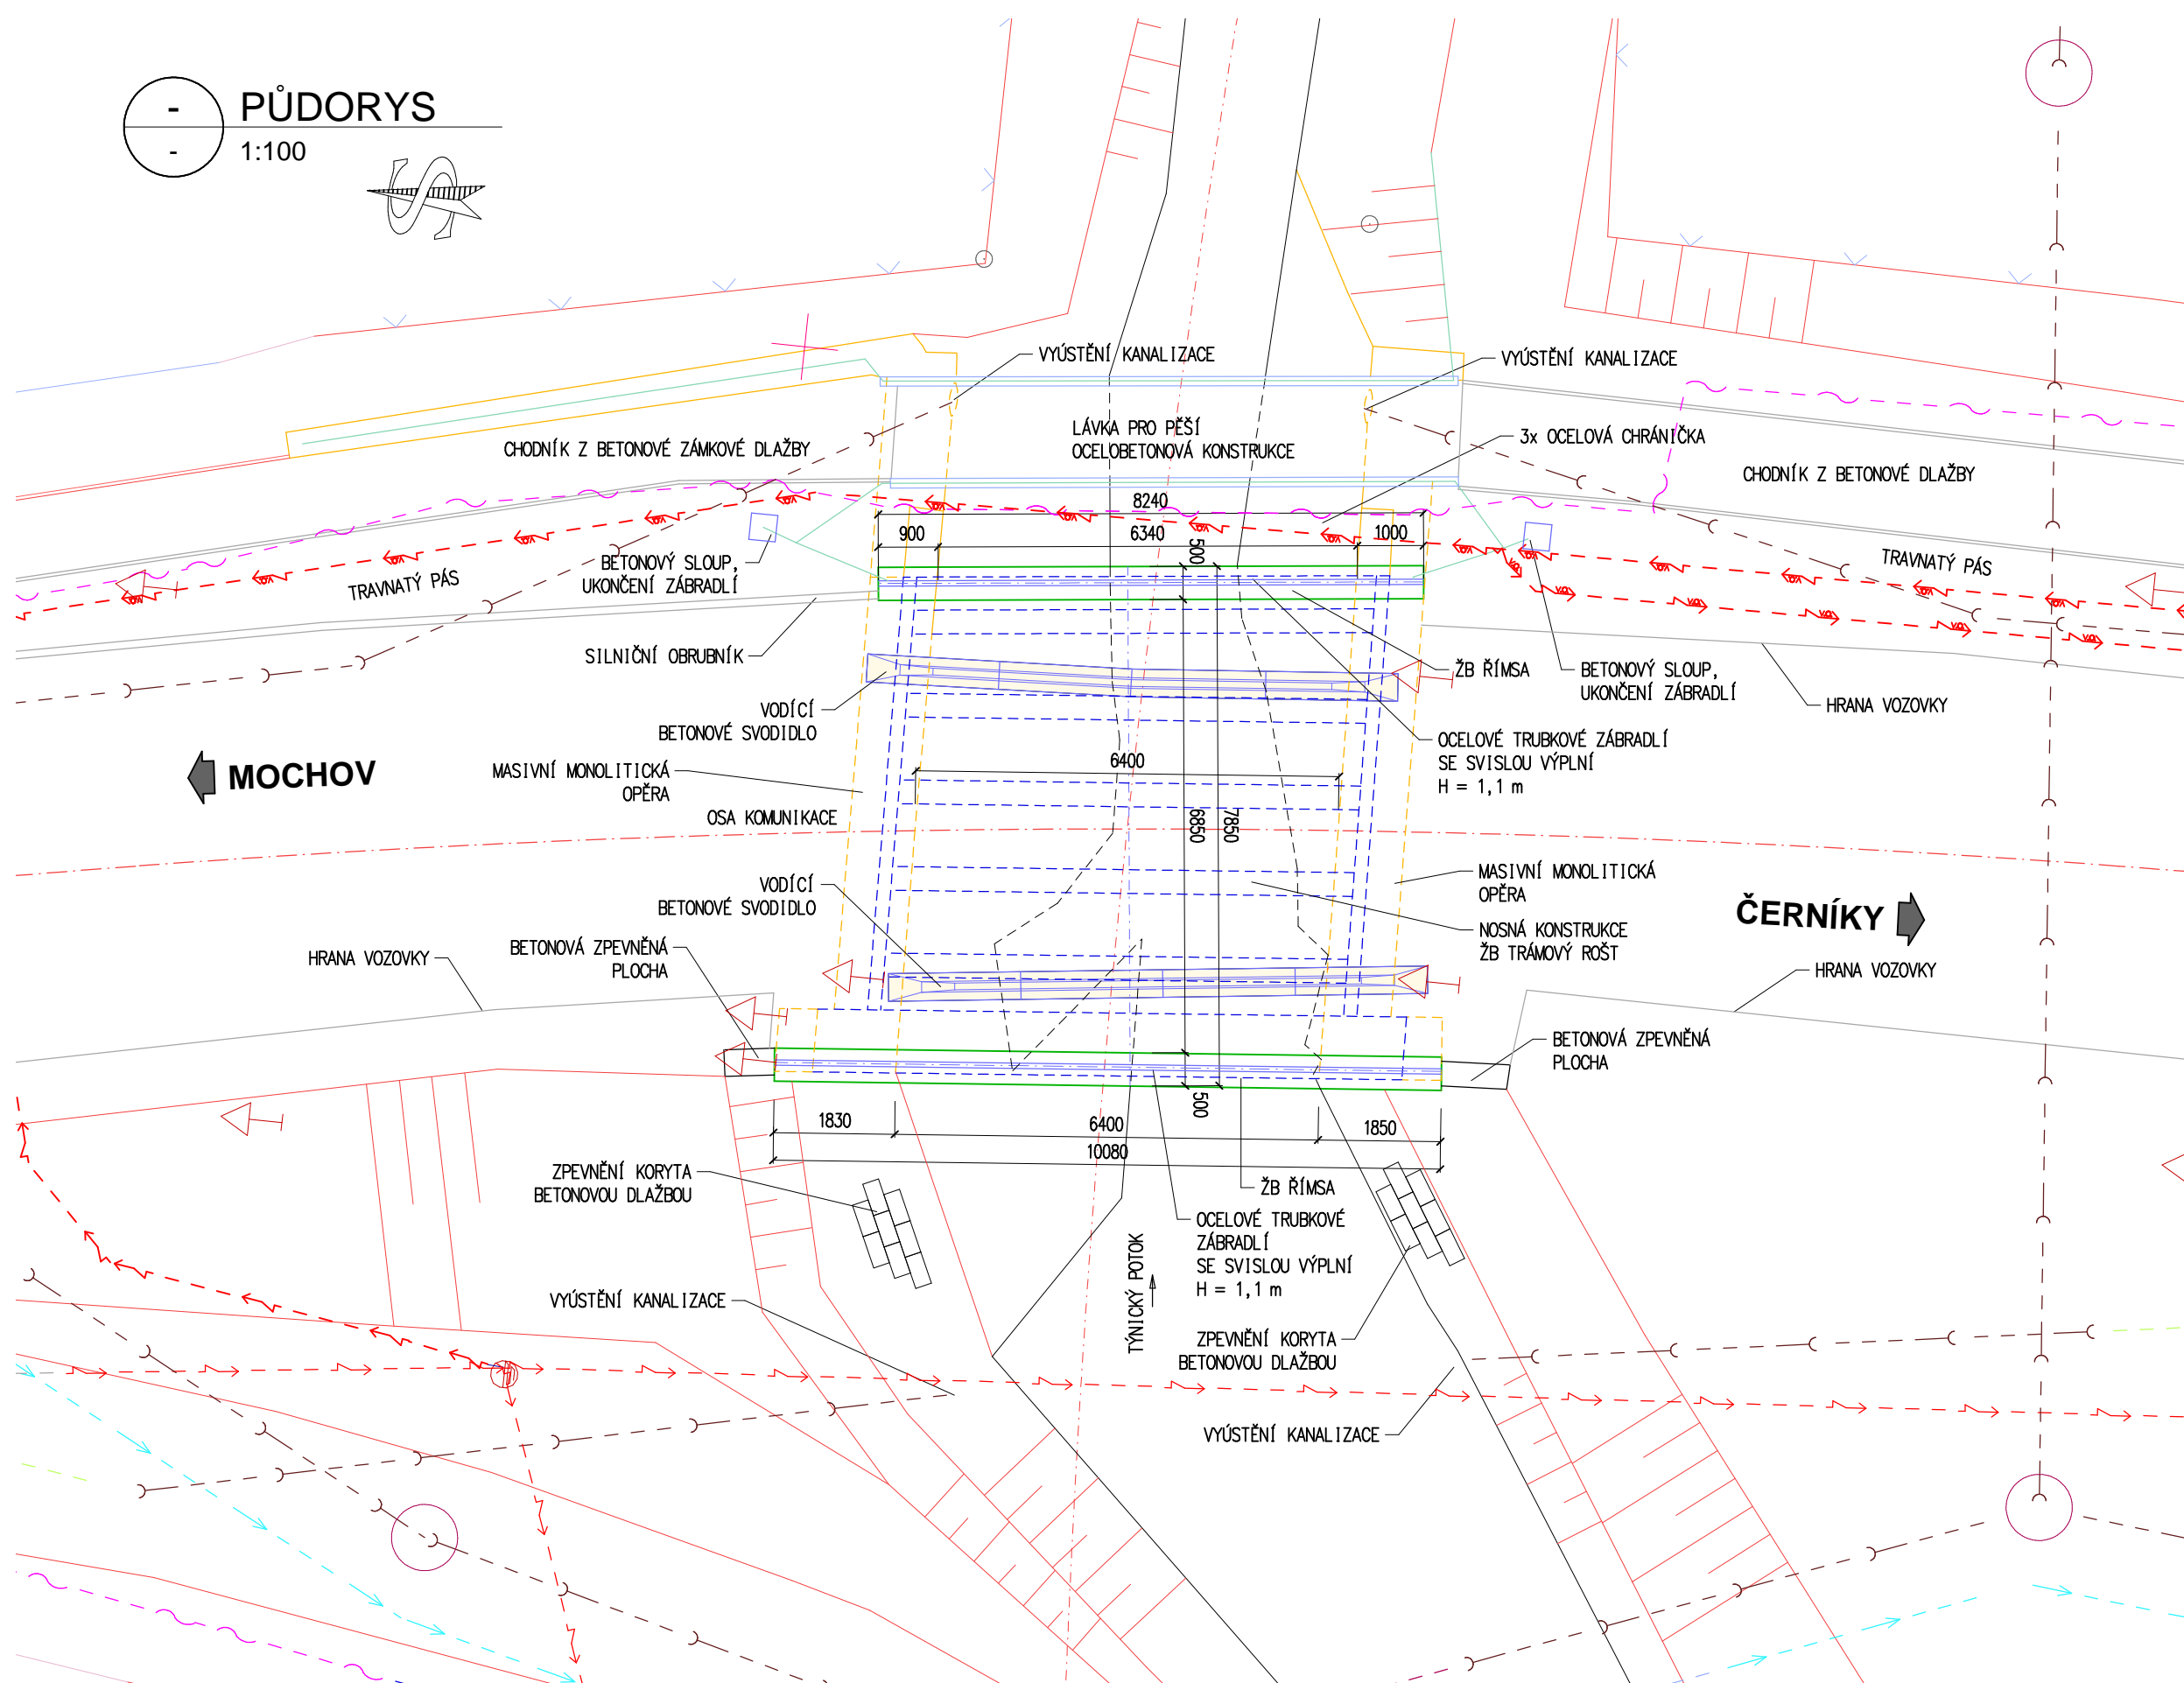 -
PŮDORYS
-
1:100
VYÚSTĚNÍ KANALIZACE
VYÚSTĚNÍ KANALIZACE
LÁVKA PRO PĚŠÍ
OCELOBETONOVÁ KONSTRUKCE
3x OCELOVÁ CHRÁNIČKA
CHODNÍK Z BETONOVÉ ZÁMKOVÉ DLAŽBY
CHODNÍK Z BETONOVÉ DLAŽBY
8240
900
6340
1000
500
BETONOVÝ SLOUP,
UKONČENÍ ZÁBRADLÍ
TRAVNATÝ PÁS
TRAVNATÝ PÁS
SILNIČNÍ OBRUBNÍK
ŽB ŘÍMSA
BETONOVÝ SLOUP,
UKONČENÍ ZÁBRADLÍ
HRANA VOZOVKY
VODÍCÍ
BETONOVÉ SVODIDLO
OCELOVÉ TRUBKOVÉ ZÁBRADLÍ
SE SVISLOU VÝPLNÍ
H = 1,1 m
MOCHOV
MASIVNÍ MONOLITICKÁ
OPĚRA
6400
OSA KOMUNIKACE
6850
7850
VODÍCÍ
BETONOVÉ SVODIDLO
MASIVNÍ MONOLITICKÁ
OPĚRA
ČERNÍKY
NOSNÁ KONSTRUKCE
ŽB TRÁMOVÝ ROŠT
HRANA VOZOVKY
BETONOVÁ ZPEVNĚNÁ
PLOCHA
HRANA VOZOVKY
BETONOVÁ ZPEVNĚNÁ
PLOCHA
500
1830
6400
1850
10080
ZPEVNĚNÍ KORYTA
BETONOVOU DLAŽBOU
ŽB ŘÍMSA
OCELOVÉ TRUBKOVÉ
ZÁBRADLÍ
SE SVISLOU VÝPLNÍ
H = 1,1 m
TÝNICKÝ POTOK
VYÚSTĚNÍ KANALIZACE
ZPEVNĚNÍ KORYTA
BETONOVOU DLAŽBOU
VYÚSTĚNÍ KANALIZACE